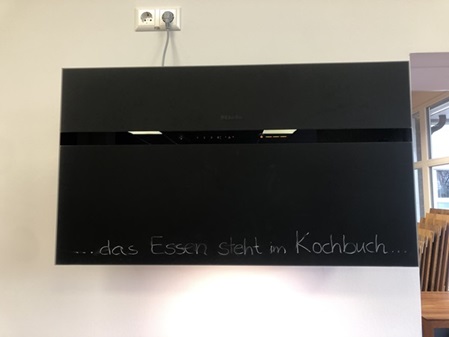 ...das Essen steht im Kochbuch...